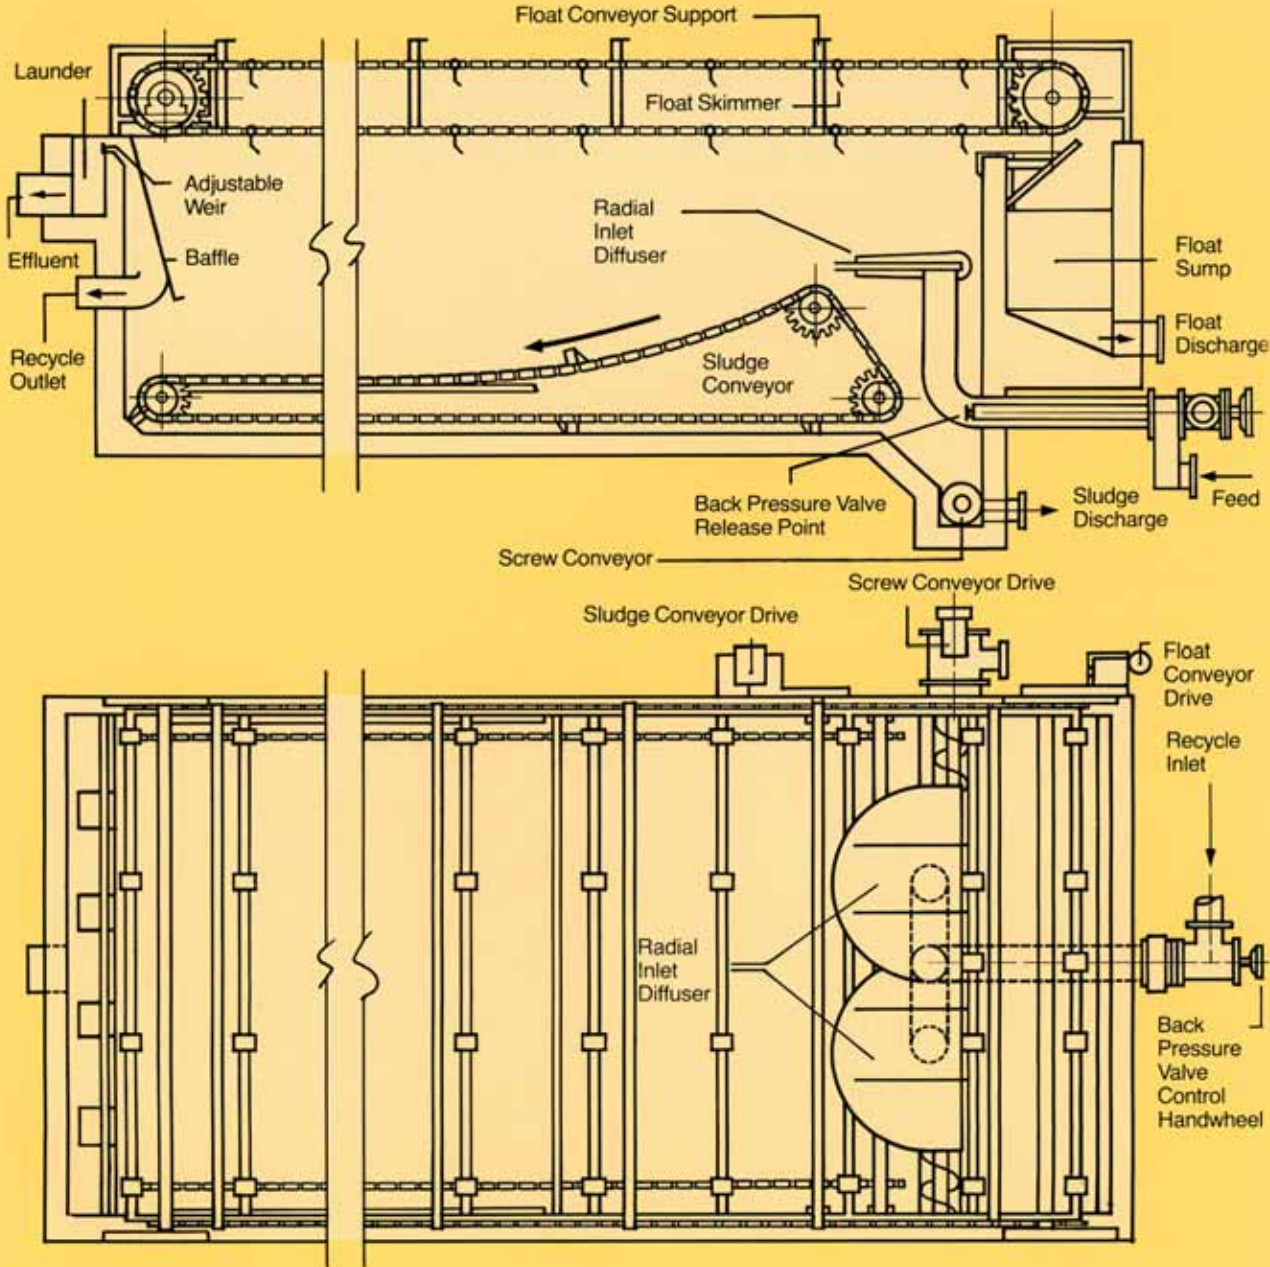 Float Conveyor Support
Launder
Float Skimmer
Adjustable
Weir
Radial
Inlet
Diffuser
Effluent
Baffle
Float
Sump
Float
Discharge
Recycle
Outlet
Sludge
Conveyor
Back Pressure Valve
Release Point
Sludge
Discharge
Feed
Screw Conveyor
Screw Conveyor Drive
Sludge Conveyor Drive
Float
Conveyor
Drive
Recycle
Inlet
Radial
Inlet
Diffuser
Back
Pressure
Valve
Control
Handwheel